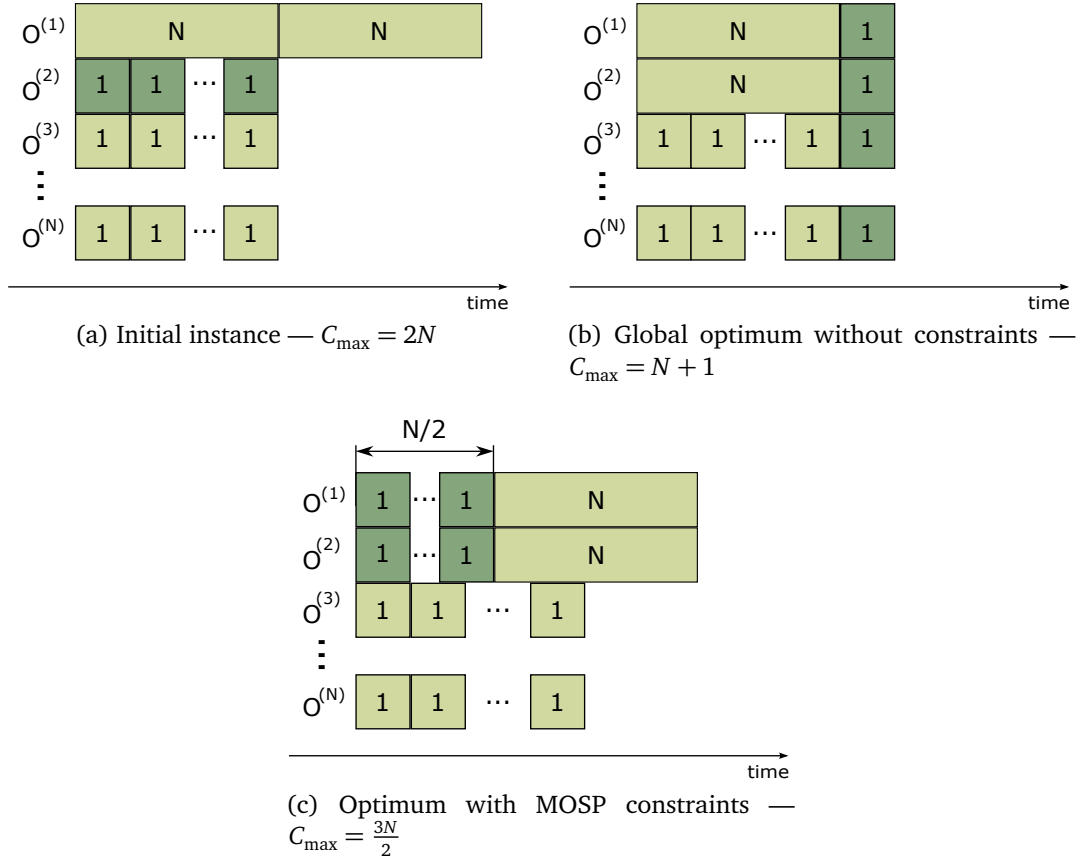 O(1) N N
O(2) 1 1 ... 1
O(3) 1 1 ... 1
O(N) 1 1 ... 1
time
(a) Initial instance — Cmax = 2N
O(1) N 1
O(2) N 1
O(3) 1 1 ... 1 1
O(N) 1 1 ... 1 1
time
(b) Global optimum without constraints —
Cmax = N + 1
N/2
O(1) 1 ... 1 N
O(2) 1 ... 1 N
O(3) 1 1 ... 1
O(N) 1 1 ... 1
time
(c) Optimum with MOSP constraints —
Cmax = 3N/2